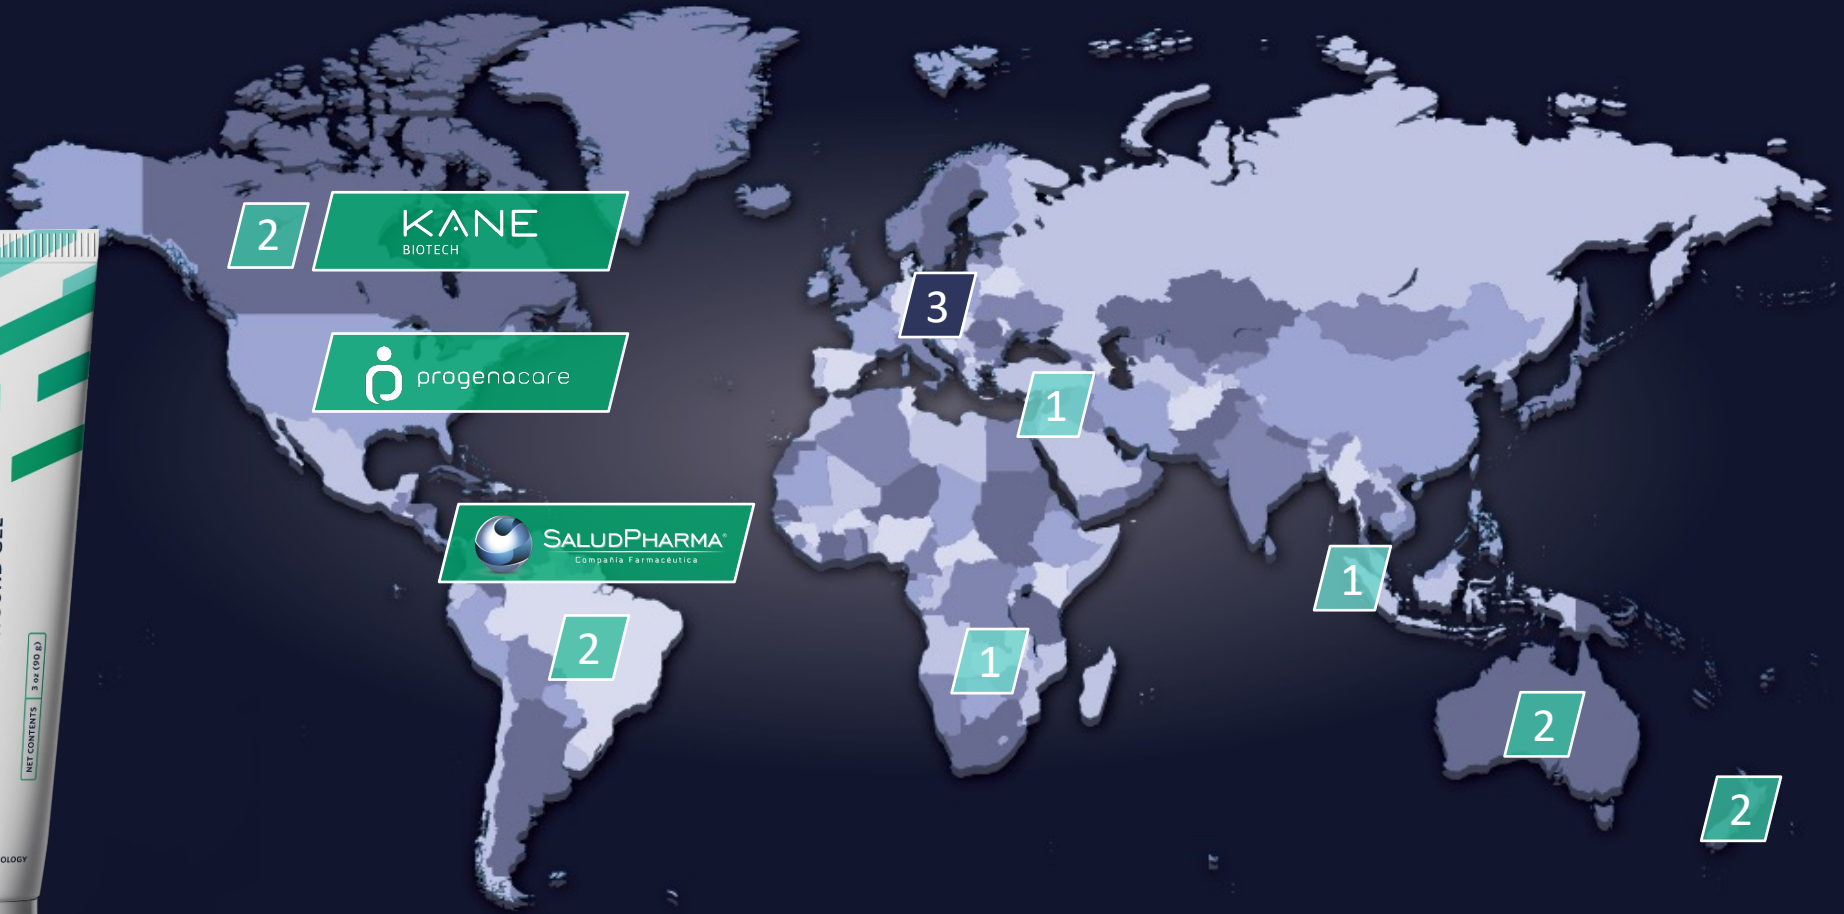 2
KANE
BIOTECH
3
progenacare
1
SALUDPHARMA®
Compañía Farmacéutica
1
2
1
2
2
NET CONTENTS 3 oz (90 g)
OLOGY